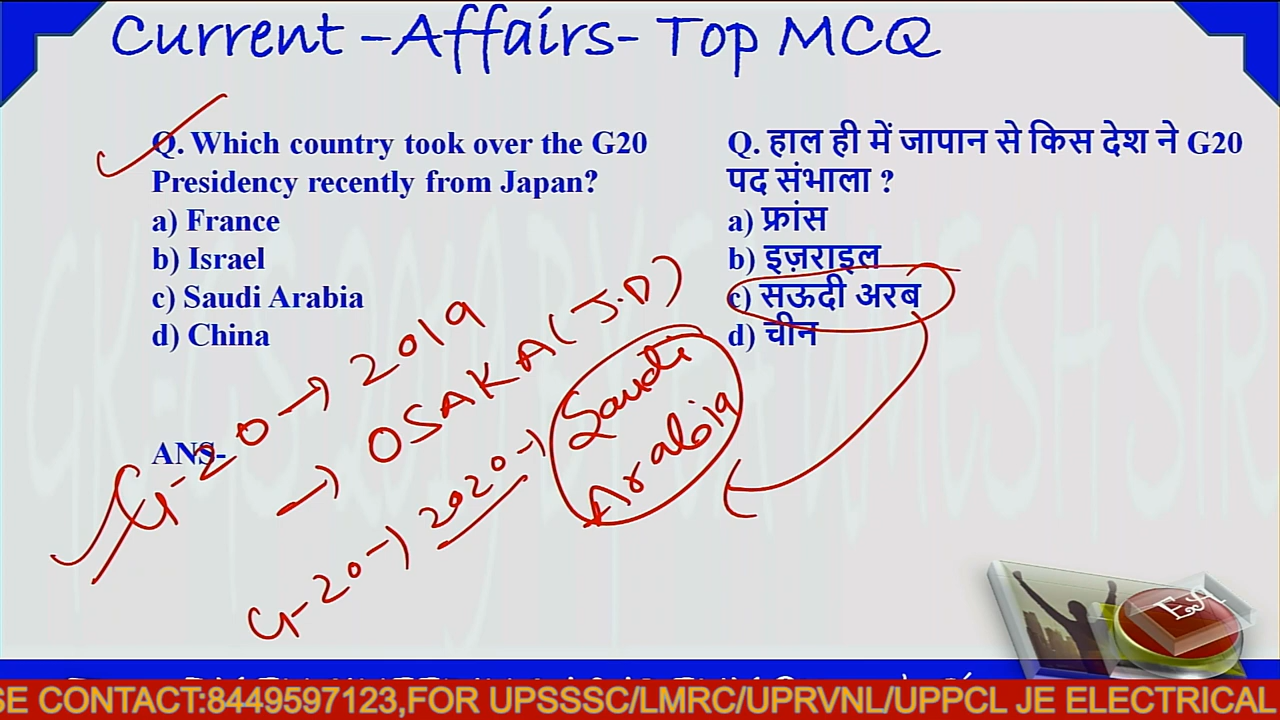 Current –Affairs- Top MCQ
Q. Which country took over the G20
Presidency recently from Japan?
a) France
b) Israel
c) Saudi Arabia
d) China
ANS-
Q. हाल ही में जापान से किस देश ने G20
पद संभाला ?
a) फ्रांस
b) इज़राइल
c) सऊदी अरब
d) चीन
G-20 → 2019
→ OSAKA (J.P)
G-20 → 2020 → Saudi
Arabia
EA
SE CONTACT:8449597123,FOR UPSSSC/LMRC/UPRVNL/UPPCL JE ELECTRICAL